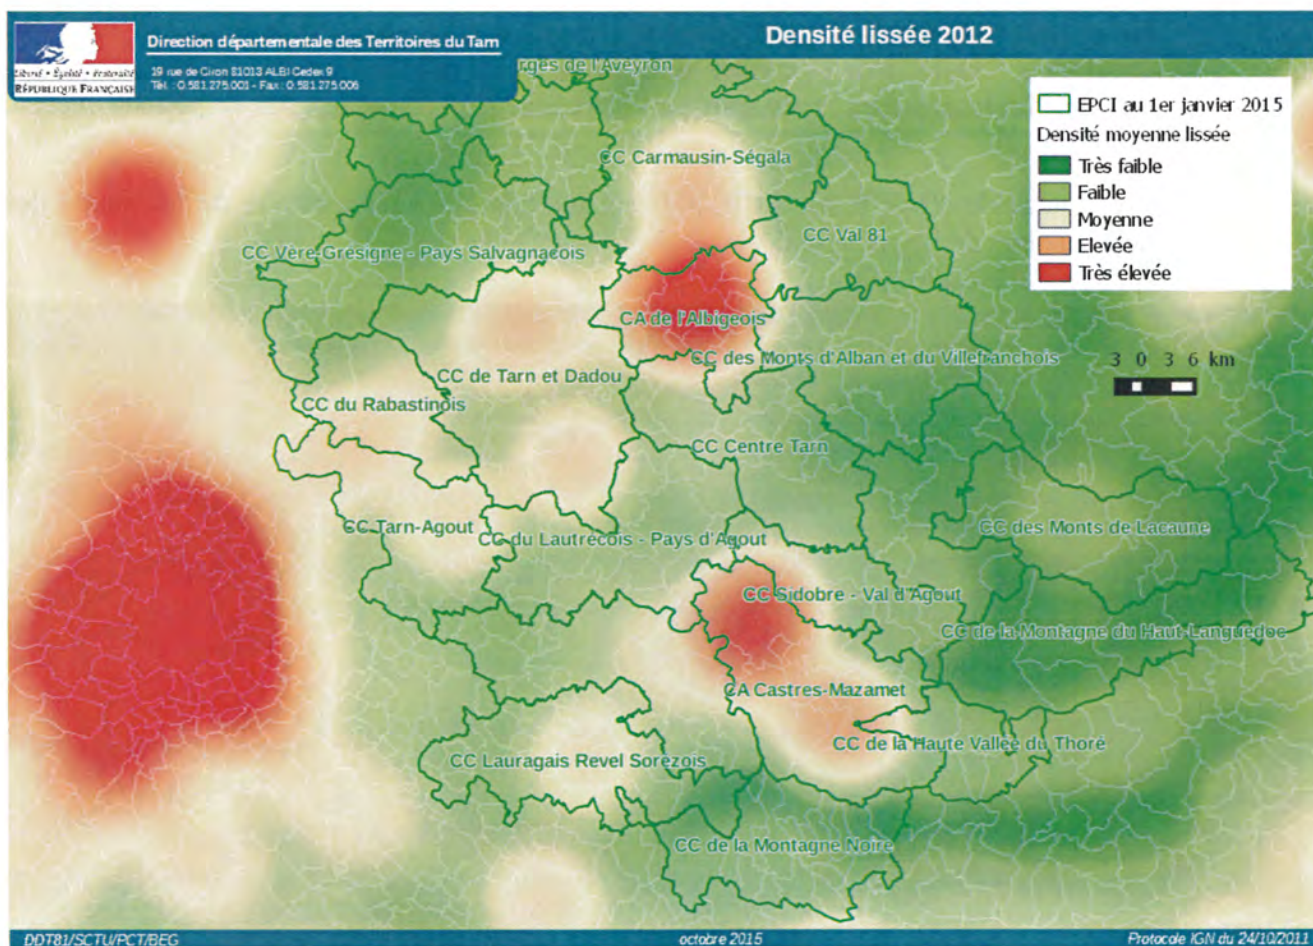 Liberté • Égalité • Fraternité
RÉPUBLIQUE FRANÇAISE
Direction départementale des Territoires du Tarn
19 rue de Ciron 81013 ALBI Cedex 9
Tél. : 0.581.275.001 - Fax : 0.581.275.006
Densité lissée 2012
rges de l'Aveyron
EPCI au 1er janvier 2015
Densité moyenne lissée
Très faible
Faible
Moyenne
Elevée
Très élevée
CC Carmausin-Ségala
CC Val 81
CC Vère-Grésigne - Pays Salvagnacois
CA de l'Albigeois
CC des Monts d'Alban et du Villefranchois
3 0 3 6 km
CC de Tarn et Dadou
CC du Rabastinois
CC Centre Tarn
CC Tarn-Agout
CC du Lautrécois - Pays d'Agout
CC des Monts de Lacaune
CC Sidobre - Val d'Agout
CC de la Montagne du Haut-Languedoc
CA Castres-Mazamet
CC de la Haute Vallée du Thoré
CC Lauragais Revel Sorezois
CC de la Montagne Noire
DDT81/SCTU/PCT/BEG
octobre 2015
Protocole IGN du 24/10/2011